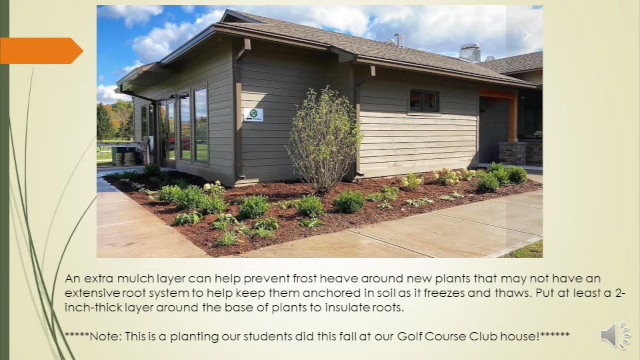 An extra mulch layer can help prevent frost heave around new plants that may not have an
extensive root system to help keep them anchored in soil as it freezes and thaws. Put at least a 2-
inch-thick layer around the base of plants to insulate roots.
*****Note: This is a planting our students did this fall at our Golf Course Club house!******